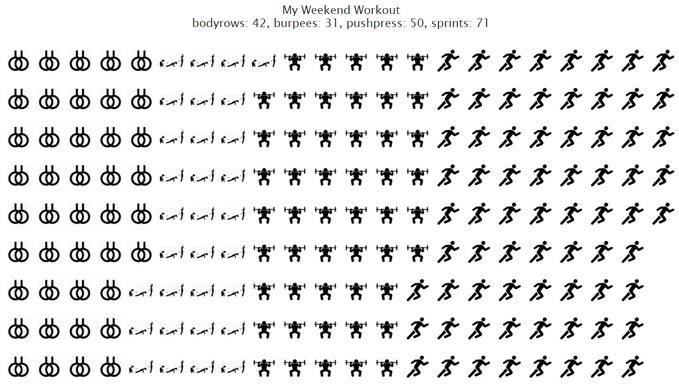 My Weekend Workout
bodyrows: 42, burpees: 31, pushpress: 50, sprints: 71